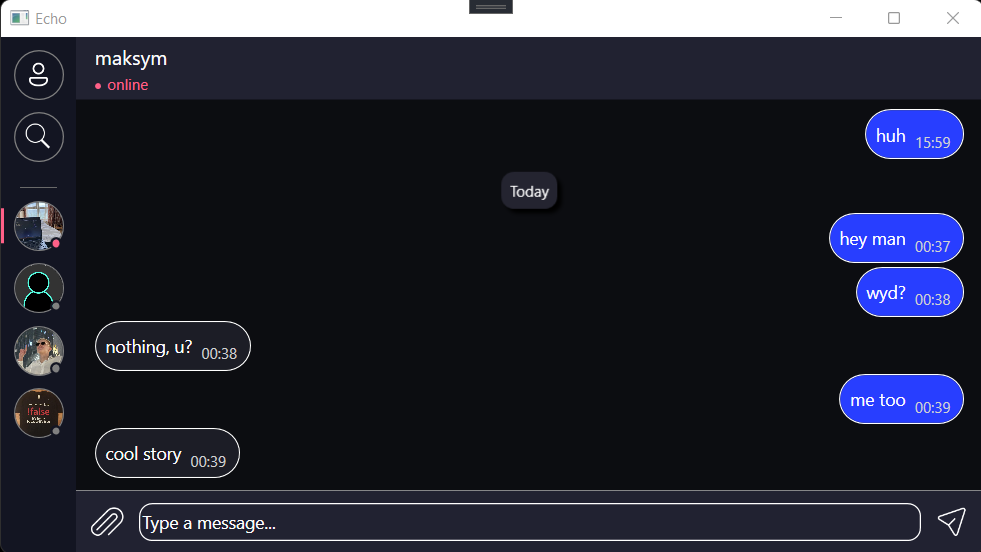 Echo
maksym
online
huh 15:59
Today
hey man 00:37
wyd? 00:38
nothing, u? 00:38
me too 00:39
!false
cool story 00:39
Type a message...